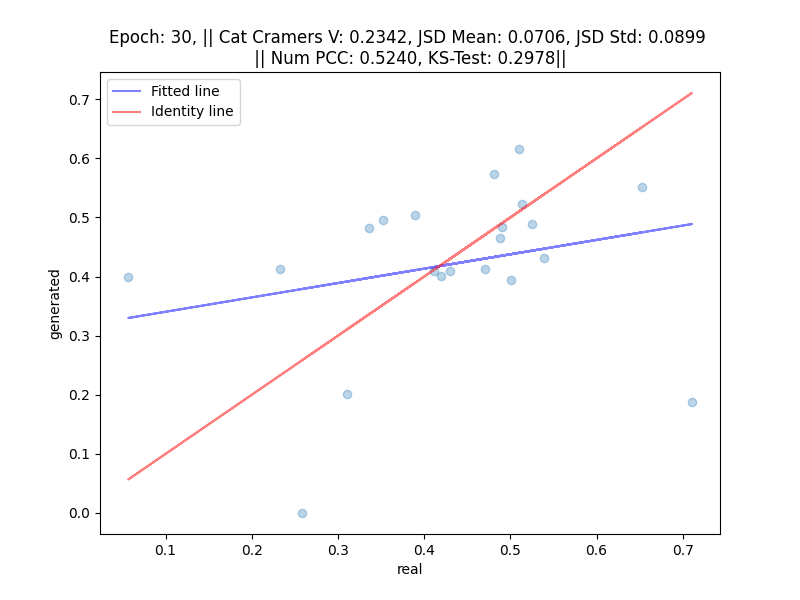 Epoch: 30, || Cat Cramers V: 0.2342, JSD Mean: 0.0706, JSD Std: 0.0899
|| Num PCC: 0.5240, KS-Test: 0.2978||
Fitted line
Identity line
0.7
0.6
0.5
0.4
0.3
0.2
0.1
0.0
generated
0.1 0.2 0.3 0.4 0.5 0.6 0.7
real